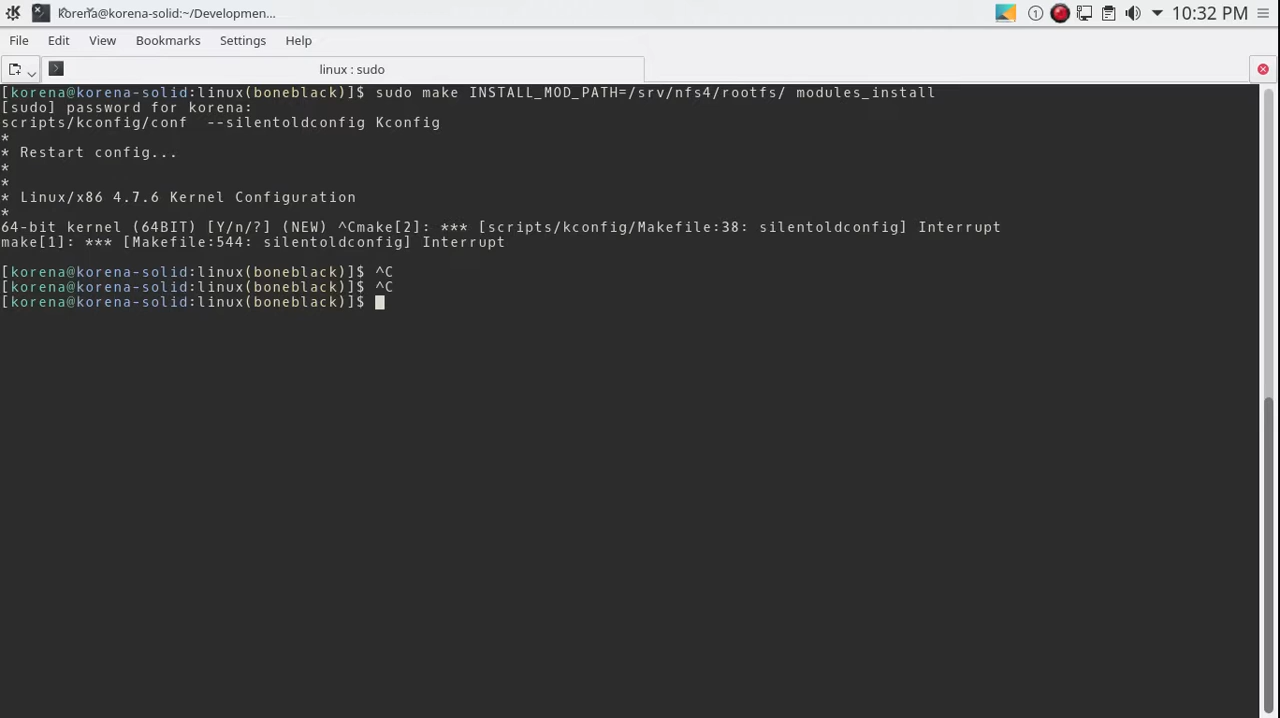 korena@korena-solid:~/Developmen...
10:32 PM
File Edit View Bookmarks Settings Help
linux : sudo
[korena@korena-solid:linux(boneblack)]$ sudo make INSTALL_MOD_PATH=/srv/nfs4/rootfs/ modules_install
[sudo] password for korena:
scripts/kconfig/conf  --silentoldconfig Kconfig
*
* Restart config...
*
*
* Linux/x86 4.7.6 Kernel Configuration
*
64-bit kernel (64BIT) [Y/n/?] (NEW) ^Cmake[2]: *** [scripts/kconfig/Makefile:38: silentoldconfig] Interrupt
make[1]: *** [Makefile:544: silentoldconfig] Interrupt
[korena@korena-solid:linux(boneblack)]$ ^C
[korena@korena-solid:linux(boneblack)]$ ^C
[korena@korena-solid:linux(boneblack)]$